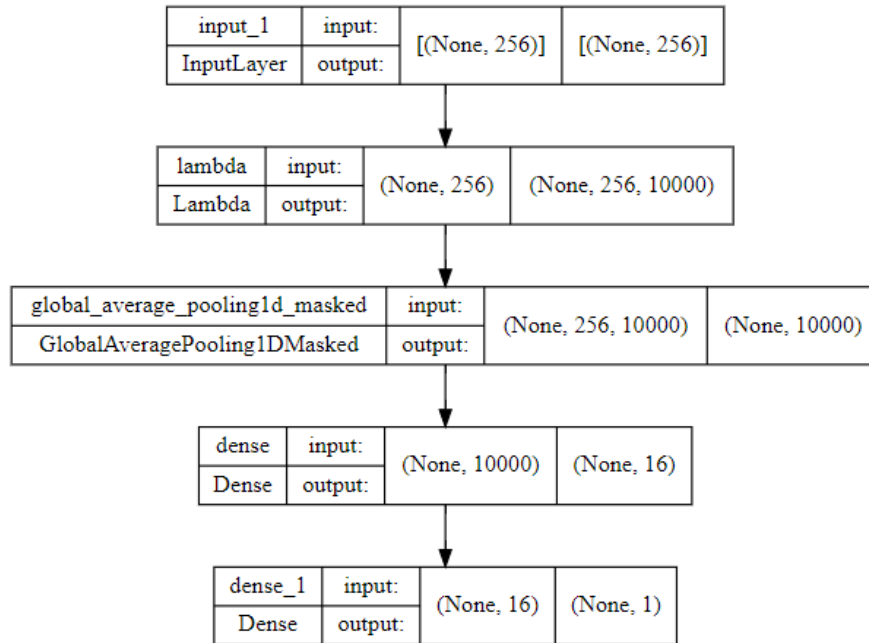 input_1 input: [(None, 256)] [(None, 256)]
InputLayer output:
lambda input: (None, 256) (None, 256, 10000)
Lambda output:
global_average_pooling1d_masked input: (None, 256, 10000) (None, 10000)
GlobalAveragePooling1DMasked output:
dense input: (None, 10000) (None, 16)
Dense output:
dense_1 input: (None, 16) (None, 1)
Dense output: